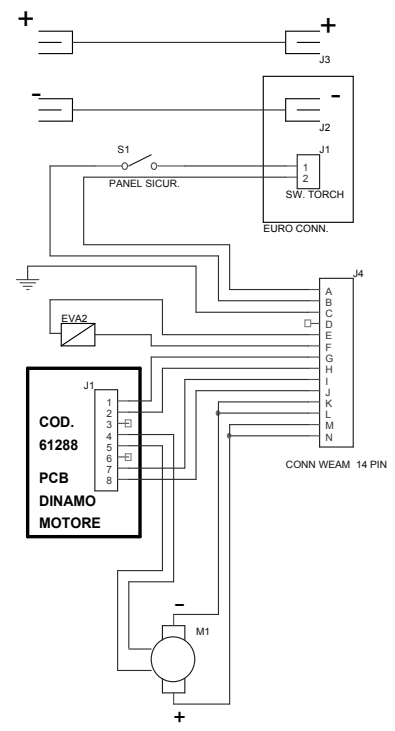 +
+
J3
-
-
J2
S1
J1
1
2
PANEL SICUR.
SW. TORCH
EURO CONN.
J4
A
B
C
D
E
F
G
H
I
J
K
L
M
N
EVA2
J1
1
2
3
4
5
6
7
8
COD.
61288
PCB
DINAMO
MOTORE
CONN WEAM 14 PIN
-
M1
+